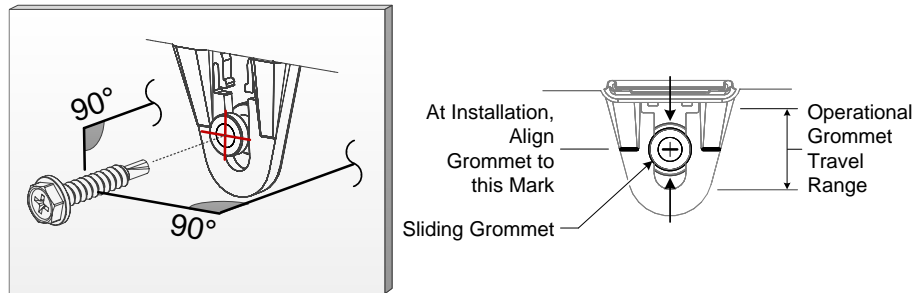 90°
90°
At Installation,
Align
Grommet to
this Mark
Sliding Grommet
Operational
Grommet
Travel
Range